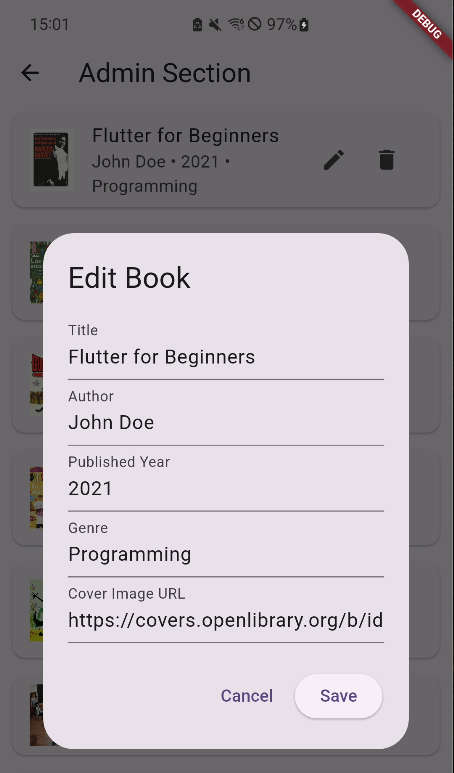 15:01
97%
DEBUG
Admin Section
Flutter for Beginners
John Doe • 2021 •
Programming
Edit Book
Title
Flutter for Beginners
Author
John Doe
Published Year
2021
Genre
Programming
Cover Image URL
https://covers.openlibrary.org/b/id
Cancel
Save